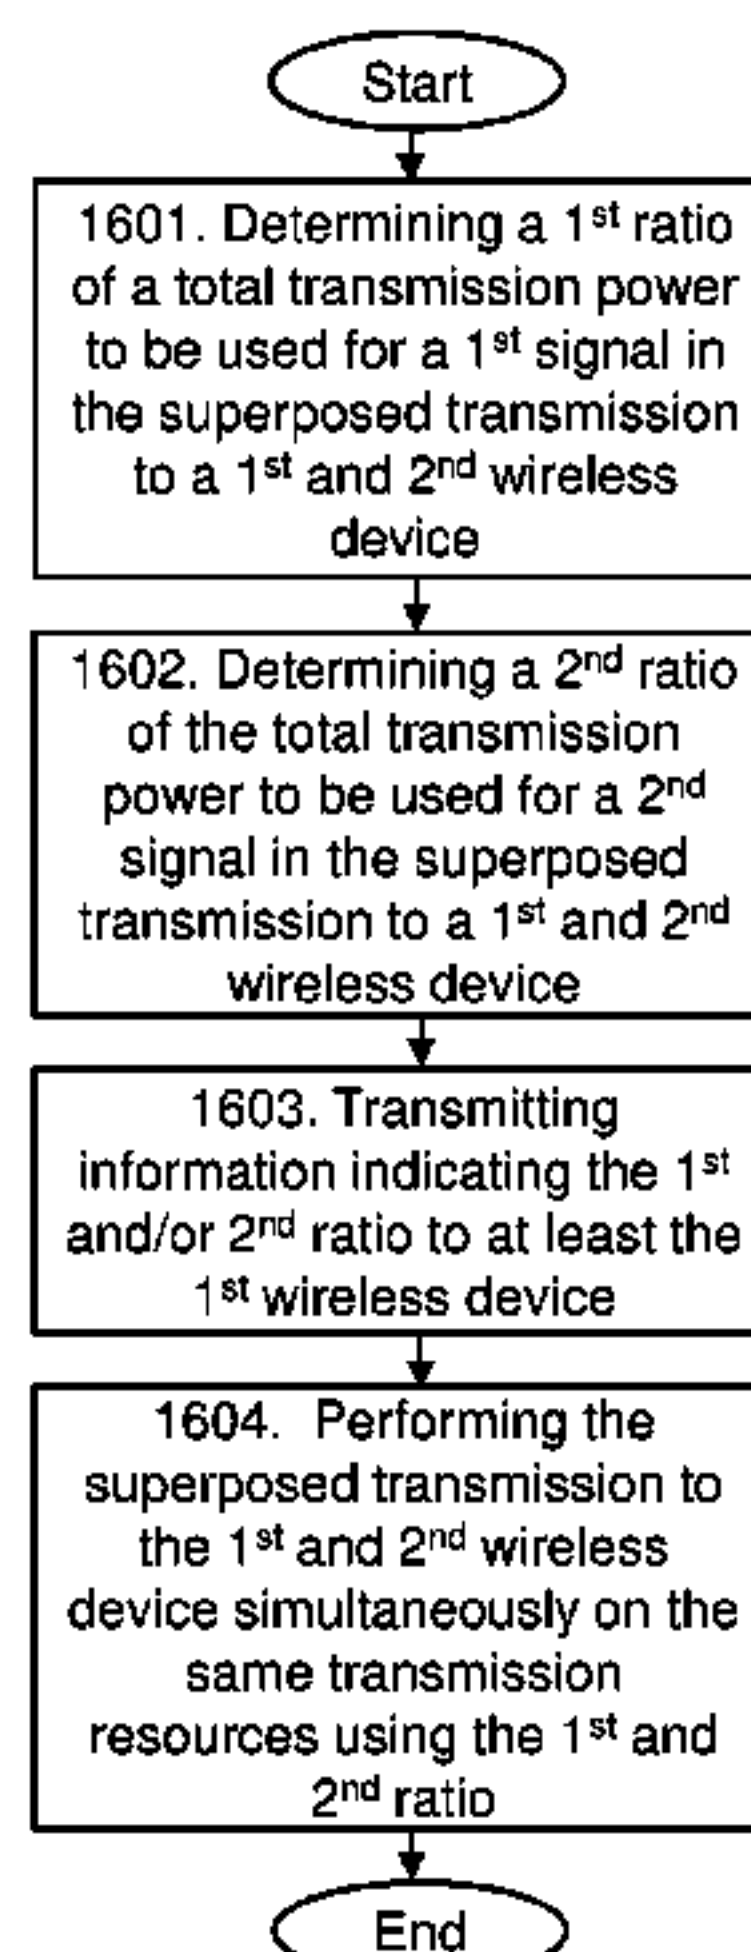 Start
1601. Determining a 1st ratio
of a total transmission power
to be used for a 1st signal in
the superposed transmission
to a 1st and 2nd wireless
device
1602. Determining a 2nd ratio
of the total transmission
power to be used for a 2nd
signal in the superposed
transmission to a 1st and 2nd
wireless device
1603. Transmitting
information indicating the 1st
and/or 2nd ratio to at least the
1st wireless device
1604. Performing the
superposed transmission to
the 1st and 2nd wireless
device simultaneously on the
same transmission
resources using the 1st and
2nd ratio
End